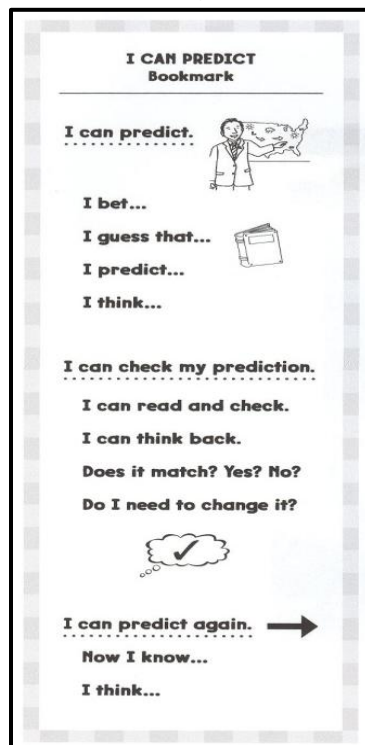 I CAN PREDICT
Bookmark
I can predict.
I bet...
I guess that...
I predict...
I think...
I can check my prediction.
I can read and check.
I can think back.
Does it match? Yes? No?
Do I need to change it?
I can predict again.
Now I know...
I think...